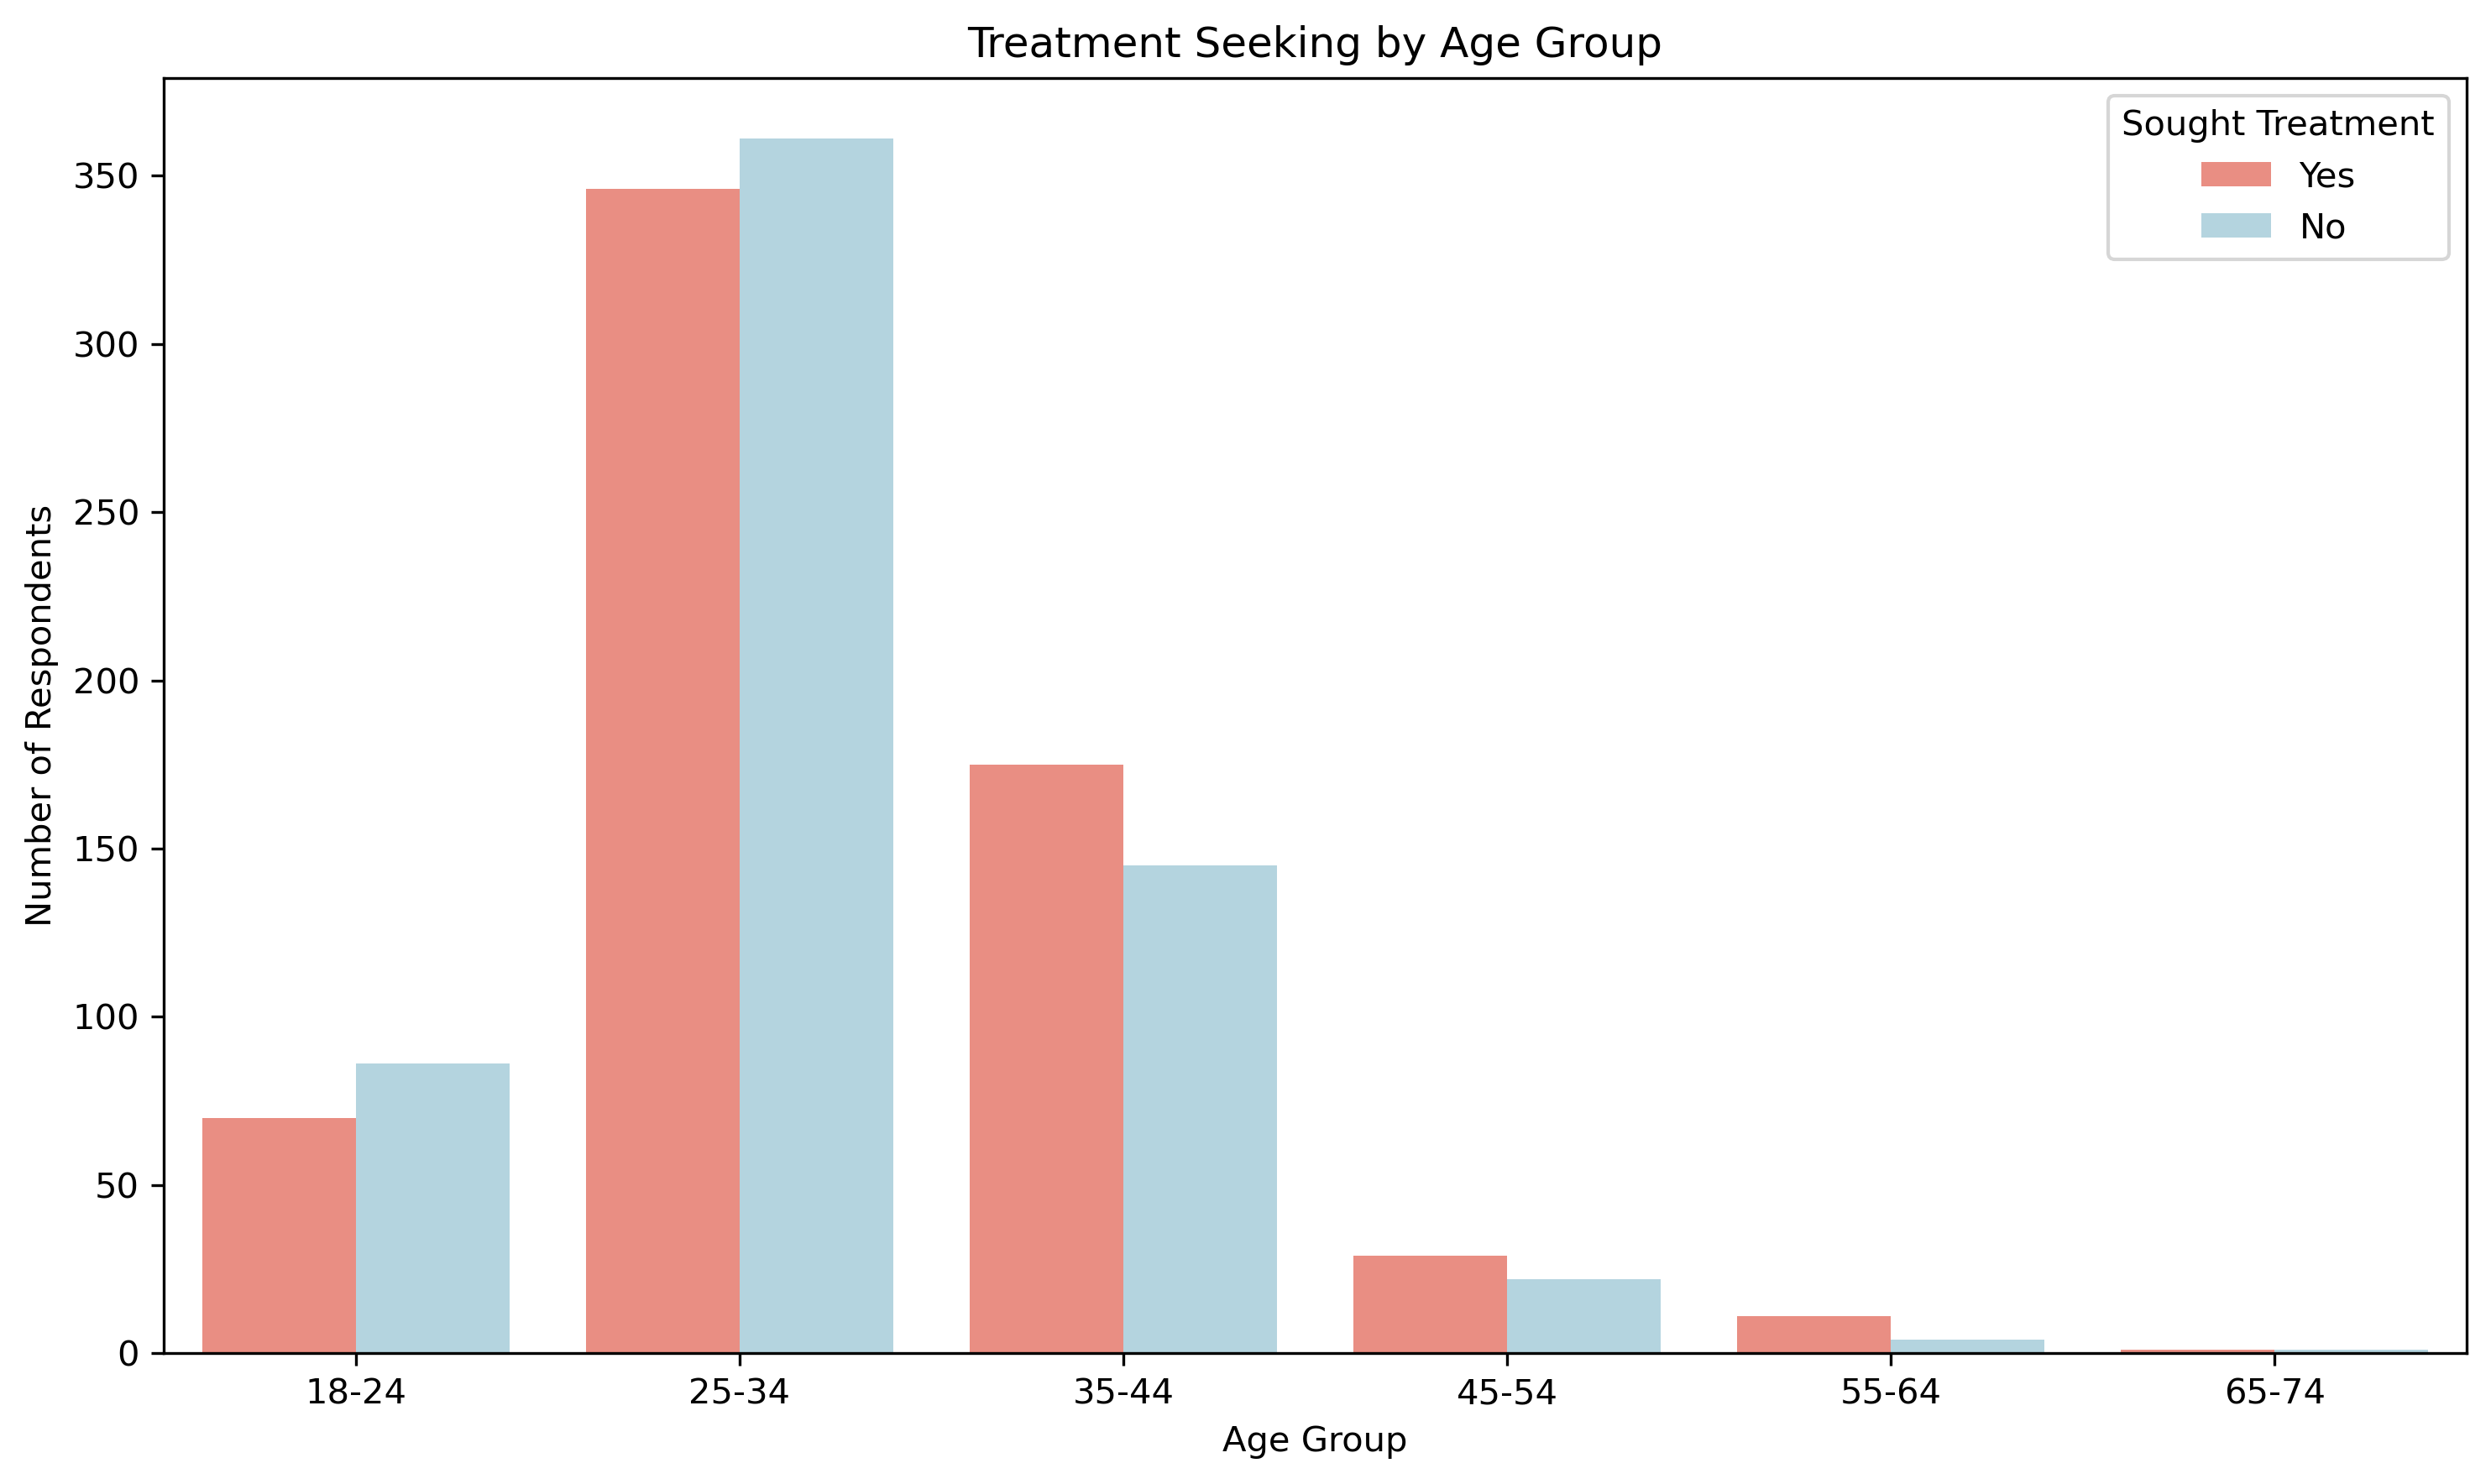 Treatment Seeking by Age Group
Sought Treatment
Yes
No
Number of Respondents
350
300
250
200
150
100
50
0
18-24
25-34
35-44
45-54
55-64
65-74
Age Group